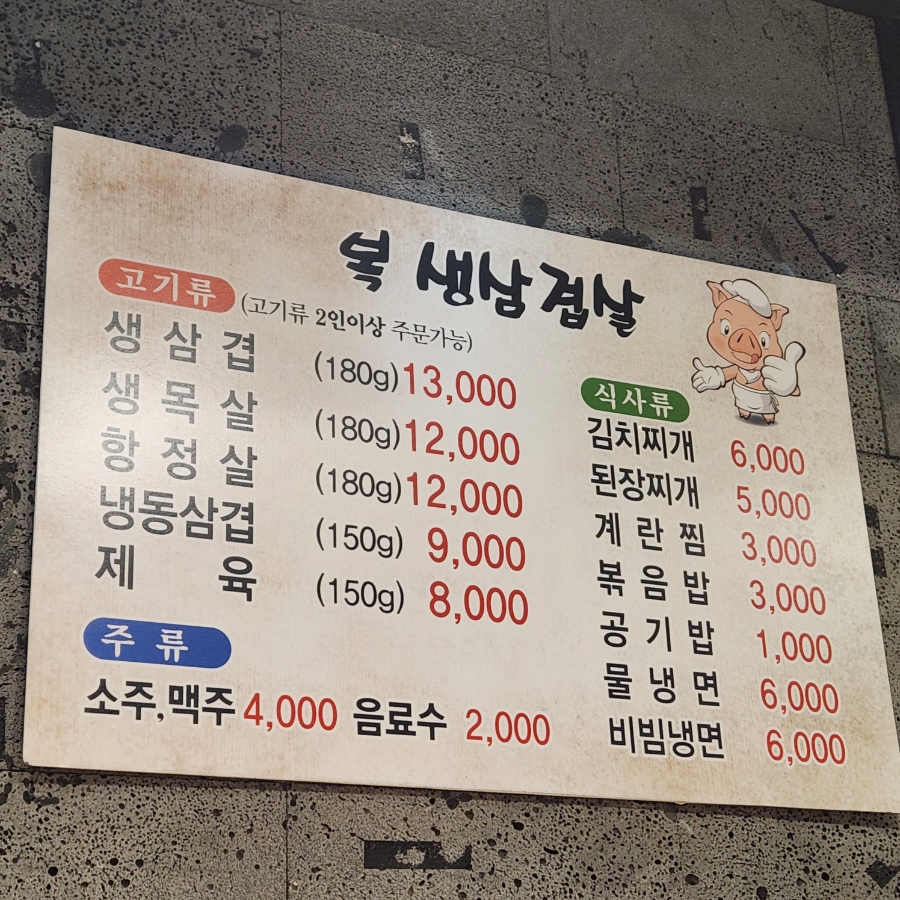 복 생삼겹살
고기류 (고기류 2인이상 주문가능)
생 삼 겹 (180g) 13,000
생 목 살 (180g) 12,000
항 정 살 (180g) 12,000
냉동삼겹 (150g) 9,000
제 육 (150g) 8,000
주 류
소주,맥주 4,000 음료수 2,000
식사류
김치찌개 6,000
된장찌개 5,000
계 란 찜 3,000
볶 음 밥 3,000
공 기 밥 1,000
물 냉 면 6,000
비빔냉면 6,000